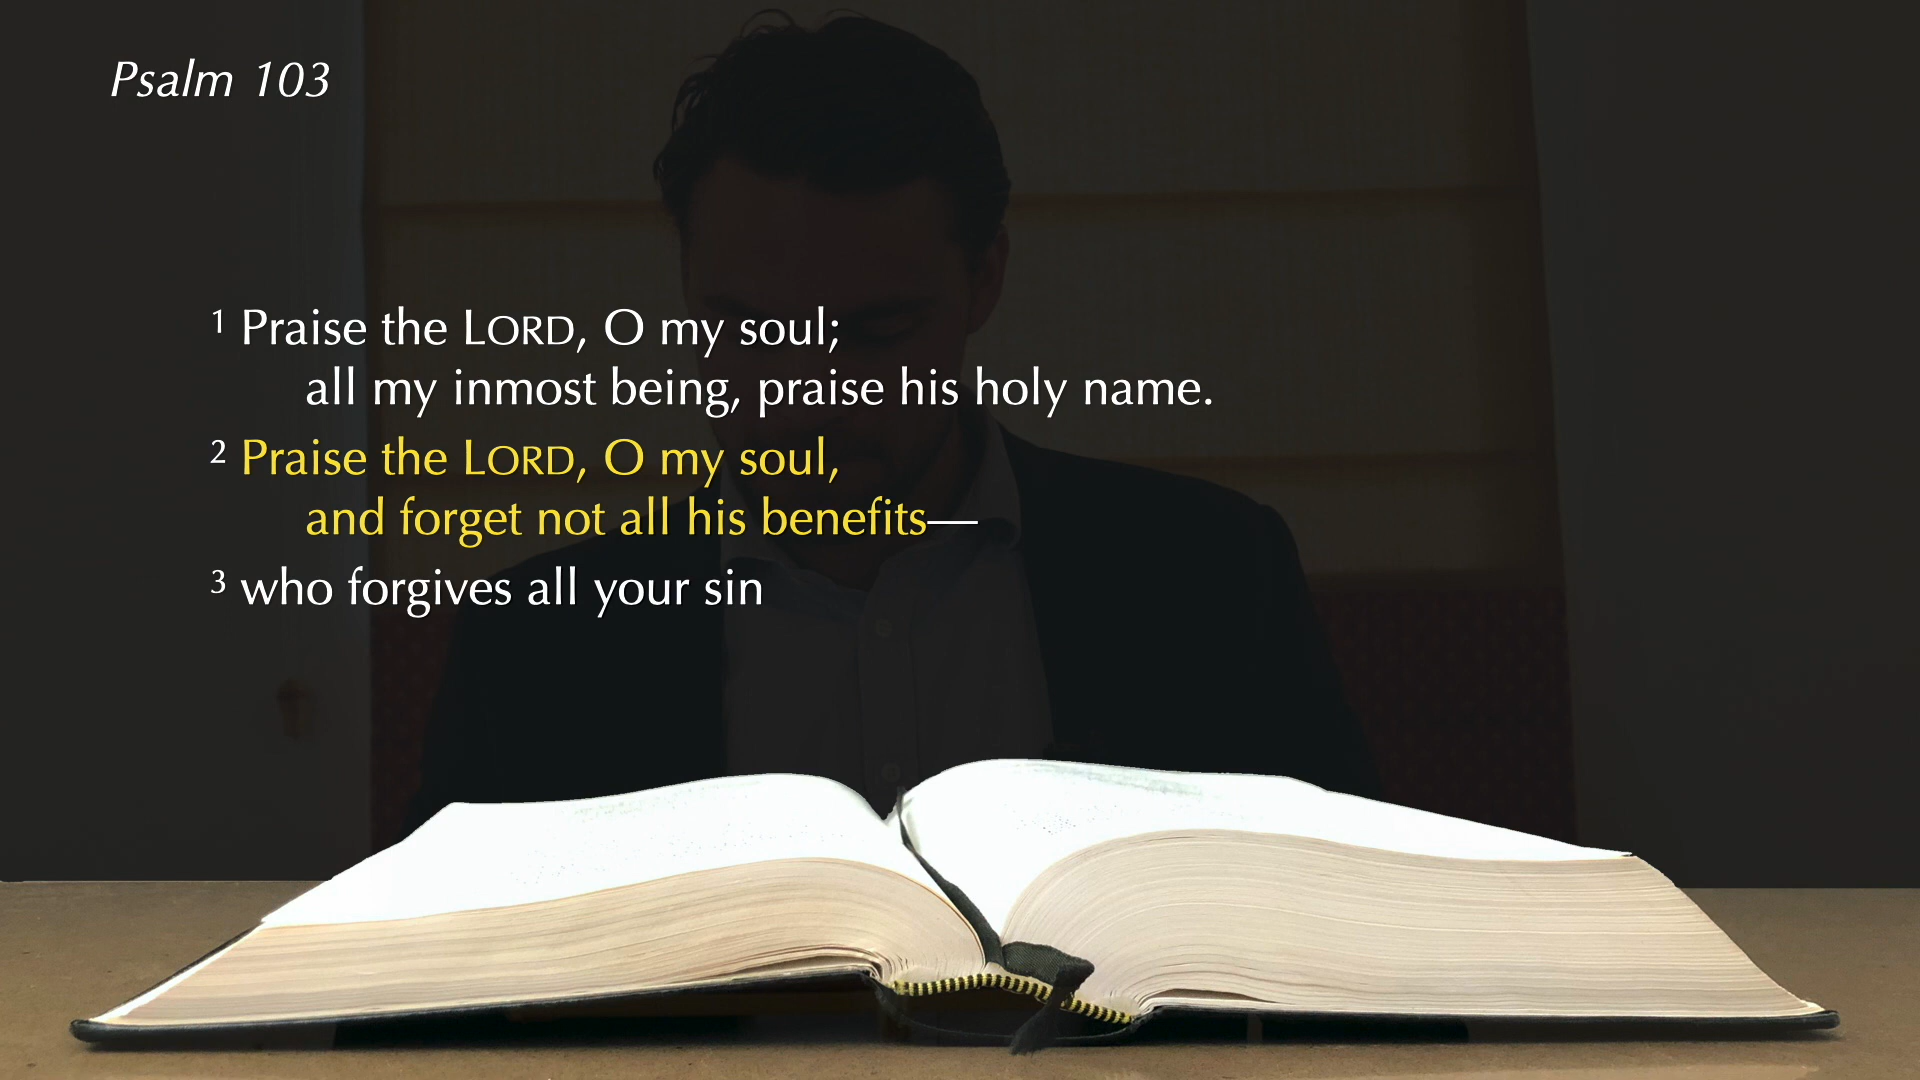 Psalm 103
1 Praise the LORD, O my soul;
all my inmost being, praise his holy name.
2 Praise the LORD, O my soul,
and forget not all his benefits—
3 who forgives all your sin